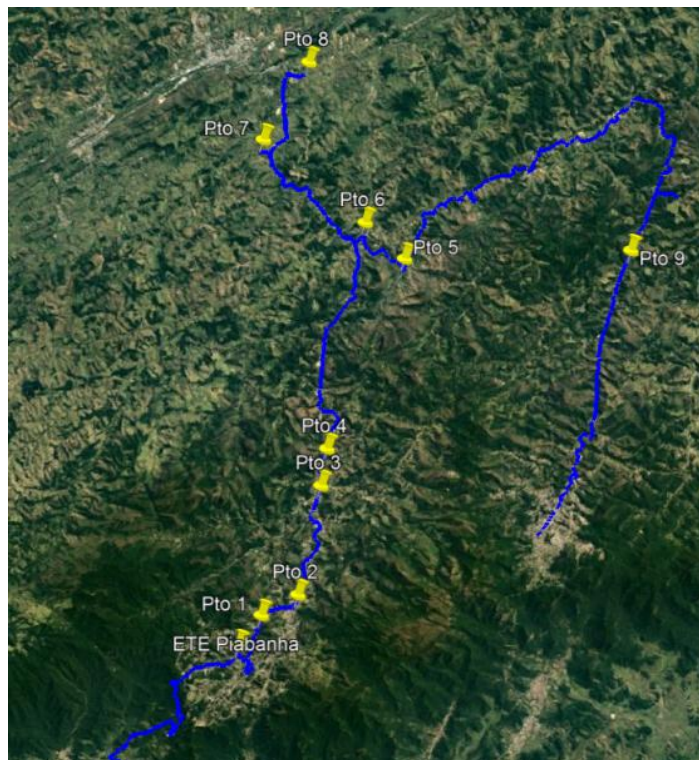 Pto 8
Pto 7
Pto 6
Pto 5
Pto 9
Pto 4
Pto 3
Pto 2
Pto 1
ETE Piabanha